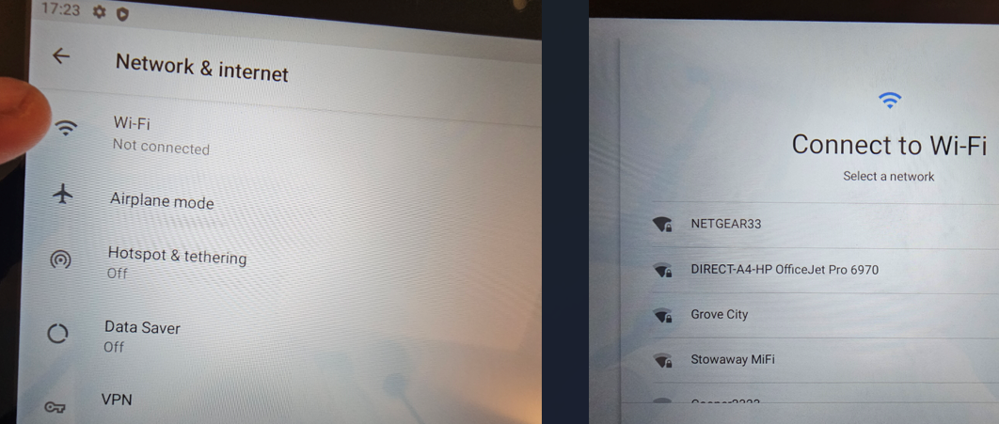 17:23
Network & internet
Wi-Fi
Not connected
Airplane mode
Hotspot & tethering
Off
Data Saver
Off
VPN
Connect to Wi-Fi
Select a network
NETGEAR33
DIRECT-A4-HP OfficeJet Pro 6970
Grove City
Stowaway MiFi